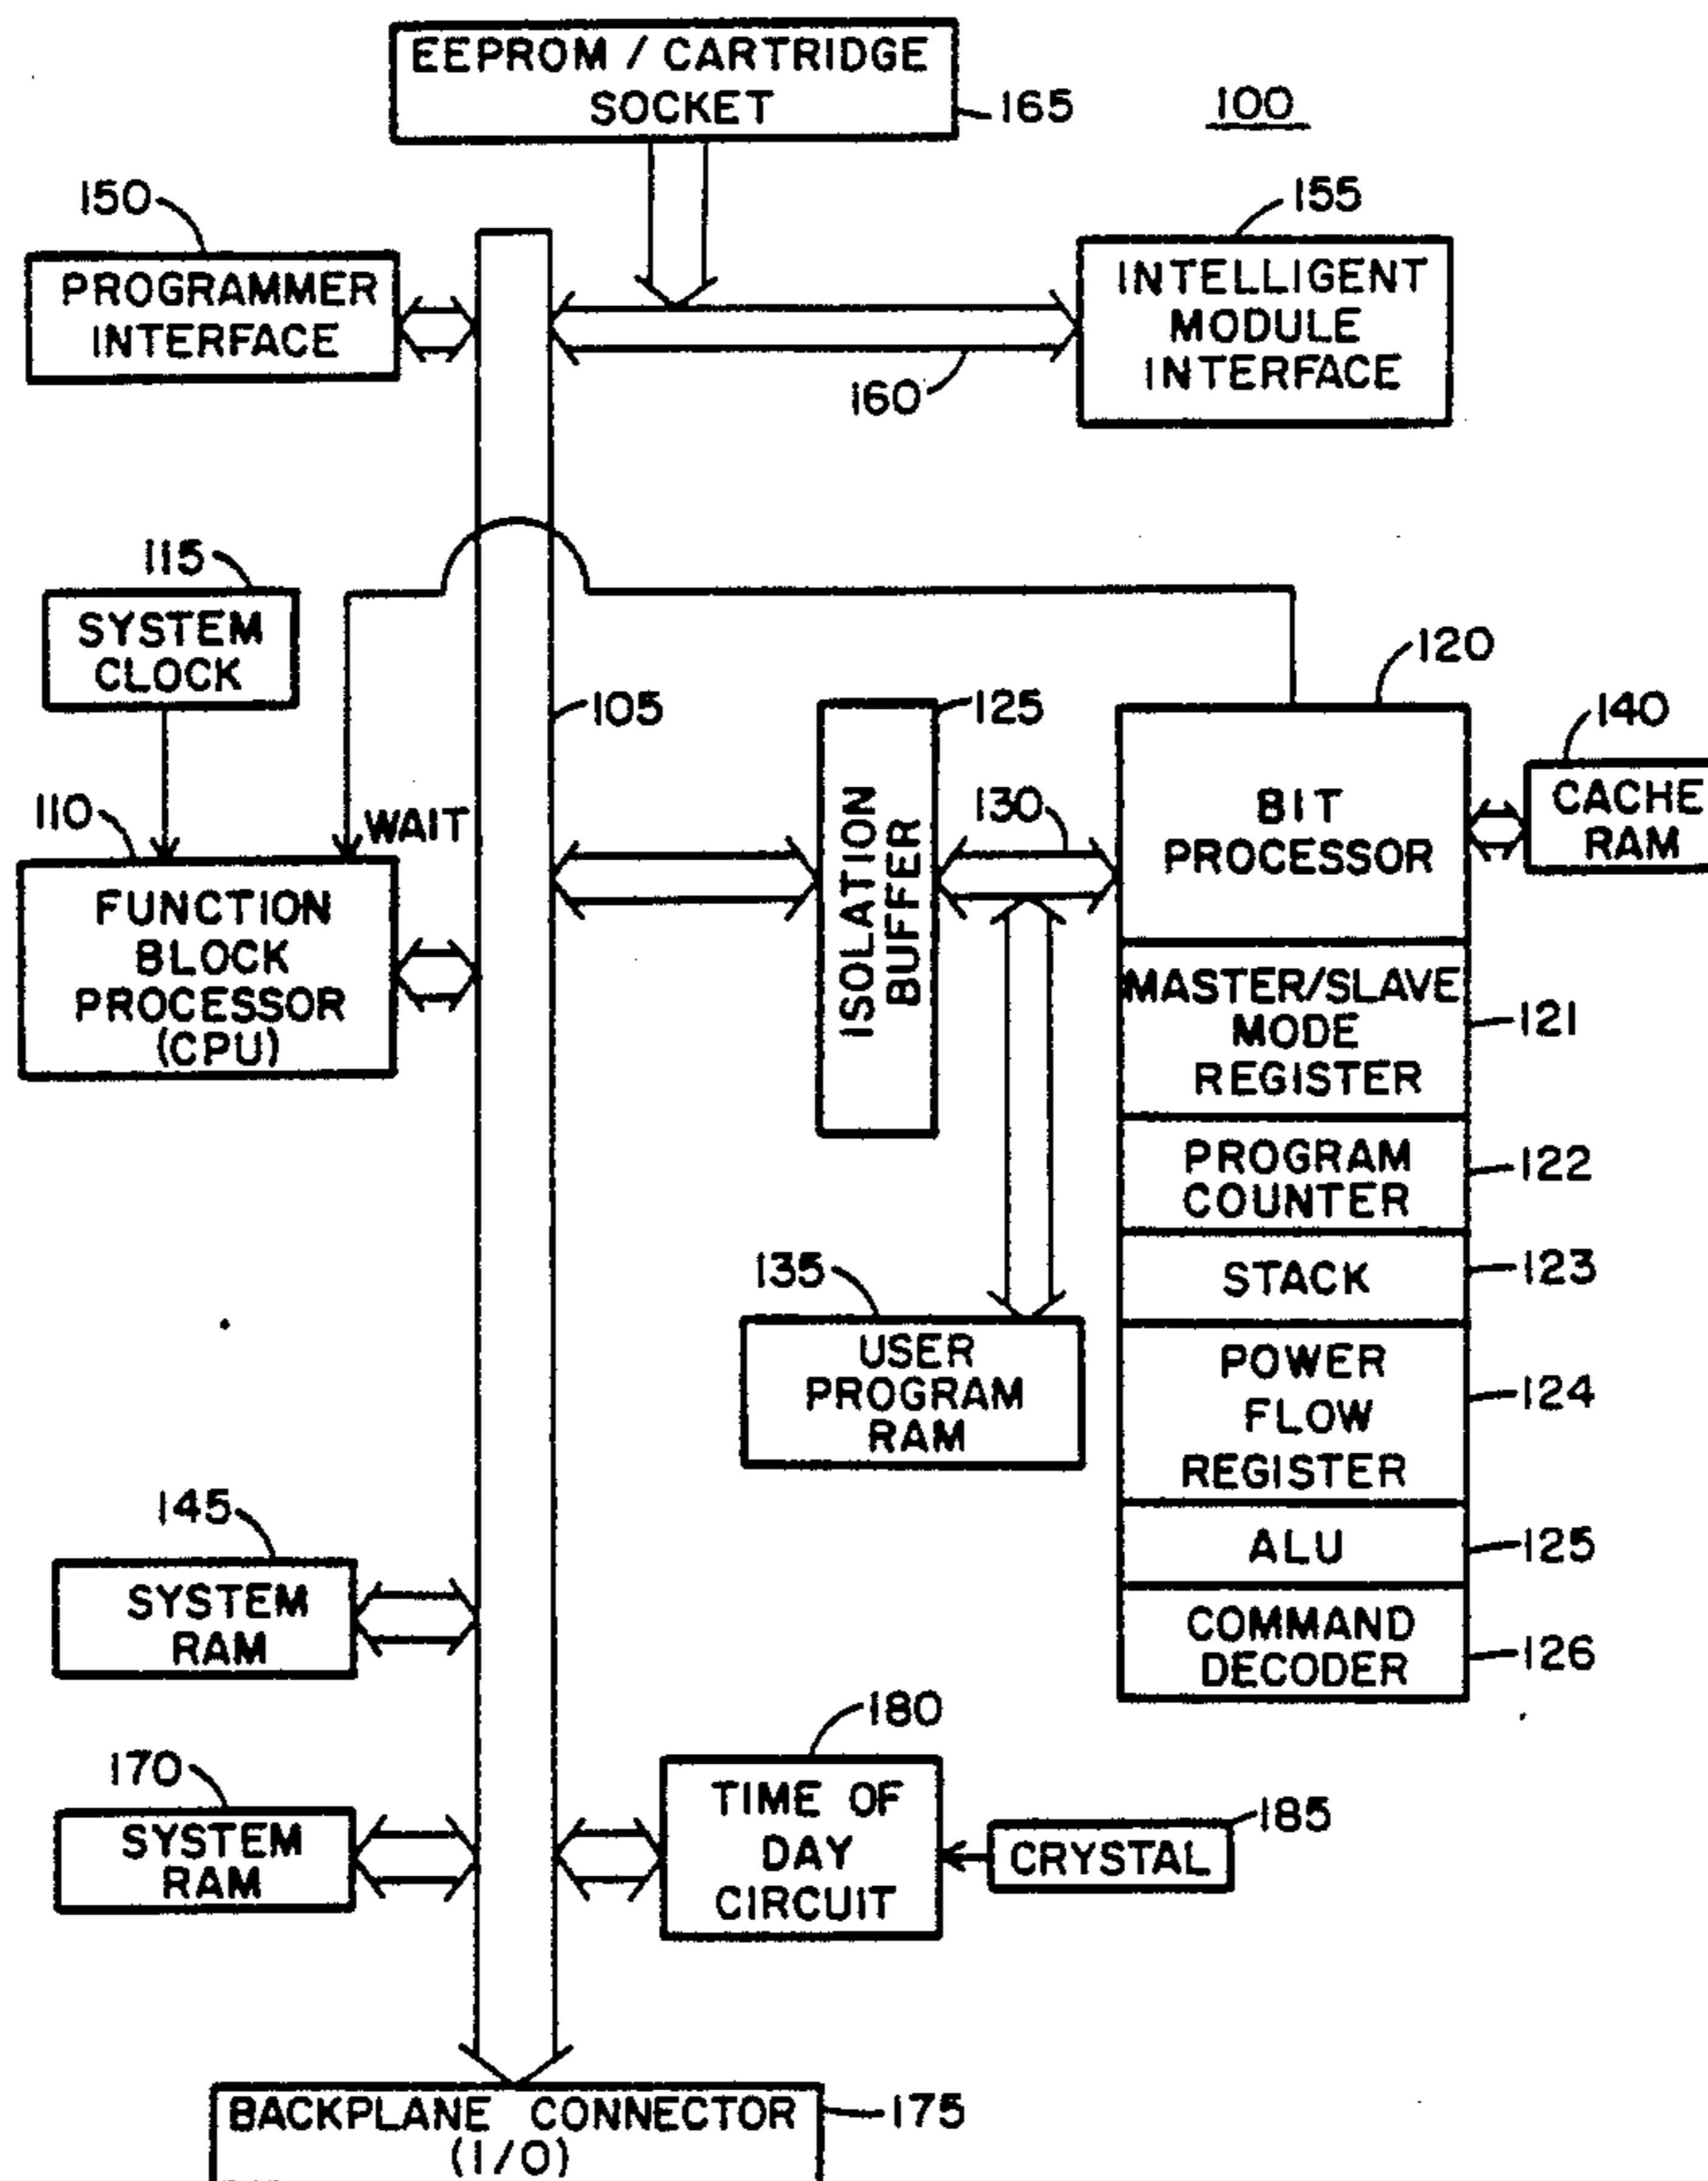 EEPROM / CARTRIDGE
SOCKET
165
100
150
155
PROGRAMMER
INTERFACE
INTELLIGENT
MODULE
INTERFACE
160
115
SYSTEM
CLOCK
120
105
125
140
110
WAIT
130
CACHE
RAM
BIT
PROCESSOR
FUNCTION
BLOCK
PROCESSOR
(CPU)
ISOLATION
BUFFER
MASTER/SLAVE
MODE
REGISTER
121
PROGRAM
COUNTER
122
STACK
123
135
USER
PROGRAM
RAM
POWER
FLOW
REGISTER
124
145
ALU
125
SYSTEM
RAM
COMMAND
DECODER
126
180
170
SYSTEM
RAM
TIME OF
DAY
CIRCUIT
185
CRYSTAL
BACKPLANE CONNECTOR
(I/O)
175